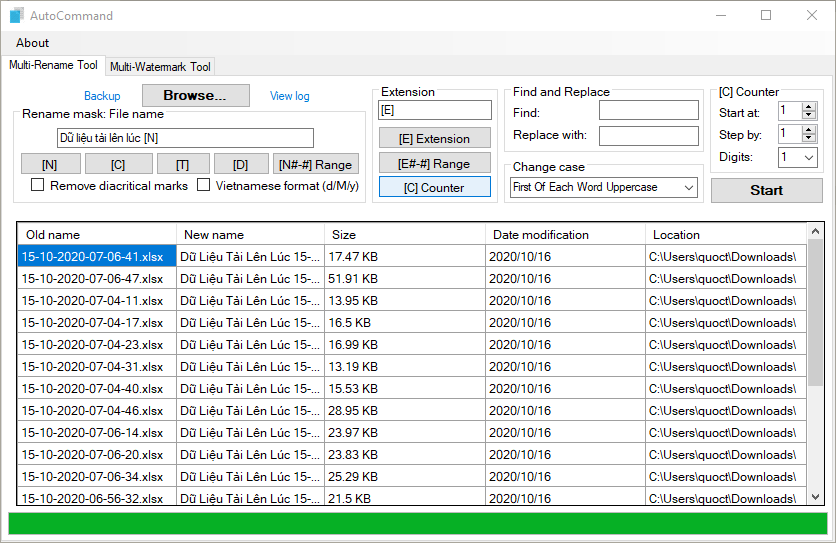 AutoCommand
About
Multi-Rename Tool
Multi-Watermark Tool
Backup
Browse...
View log
Rename mask: File name
Dữ liệu tải lên lúc [N]
[N]
[C]
[T]
[D]
[N#-#] Range
Remove diacritical marks
Vietnamese format (d/M/y)
Extension
[E]
[E] Extension
[E#-#] Range
[C] Counter
Find and Replace
Find:
Replace with:
Change case
First Of Each Word Uppercase
[C] Counter
Start at: 1
Step by: 1
Digits: 1
Start
Old name New name Size Date modification Location
15-10-2020-07-06-41.xlsx Dữ Liệu Tải Lên Lúc 15-... 17.47 KB 2020/10/16 C:\Users\quoct\Downloads\
15-10-2020-07-06-47.xlsx Dữ Liệu Tải Lên Lúc 15-... 51.91 KB 2020/10/16 C:\Users\quoct\Downloads\
15-10-2020-07-04-11.xlsx Dữ Liệu Tải Lên Lúc 15-... 13.95 KB 2020/10/16 C:\Users\quoct\Downloads\
15-10-2020-07-04-17.xlsx Dữ Liệu Tải Lên Lúc 15-... 16.5 KB 2020/10/16 C:\Users\quoct\Downloads\
15-10-2020-07-04-23.xlsx Dữ Liệu Tải Lên Lúc 15-... 16.99 KB 2020/10/16 C:\Users\quoct\Downloads\
15-10-2020-07-04-31.xlsx Dữ Liệu Tải Lên Lúc 15-... 13.19 KB 2020/10/16 C:\Users\quoct\Downloads\
15-10-2020-07-04-40.xlsx Dữ Liệu Tải Lên Lúc 15-... 15.53 KB 2020/10/16 C:\Users\quoct\Downloads\
15-10-2020-07-04-46.xlsx Dữ Liệu Tải Lên Lúc 15-... 28.95 KB 2020/10/16 C:\Users\quoct\Downloads\
15-10-2020-07-06-14.xlsx Dữ Liệu Tải Lên Lúc 15-... 23.97 KB 2020/10/16 C:\Users\quoct\Downloads\
15-10-2020-07-06-20.xlsx Dữ Liệu Tải Lên Lúc 15-... 23.83 KB 2020/10/16 C:\Users\quoct\Downloads\
15-10-2020-07-06-34.xlsx Dữ Liệu Tải Lên Lúc 15-... 25.29 KB 2020/10/16 C:\Users\quoct\Downloads\
15-10-2020-06-56-32.xlsx Dữ Liệu Tải Lên Lúc 15-... 21.5 KB 2020/10/16 C:\Users\quoct\Downloads\